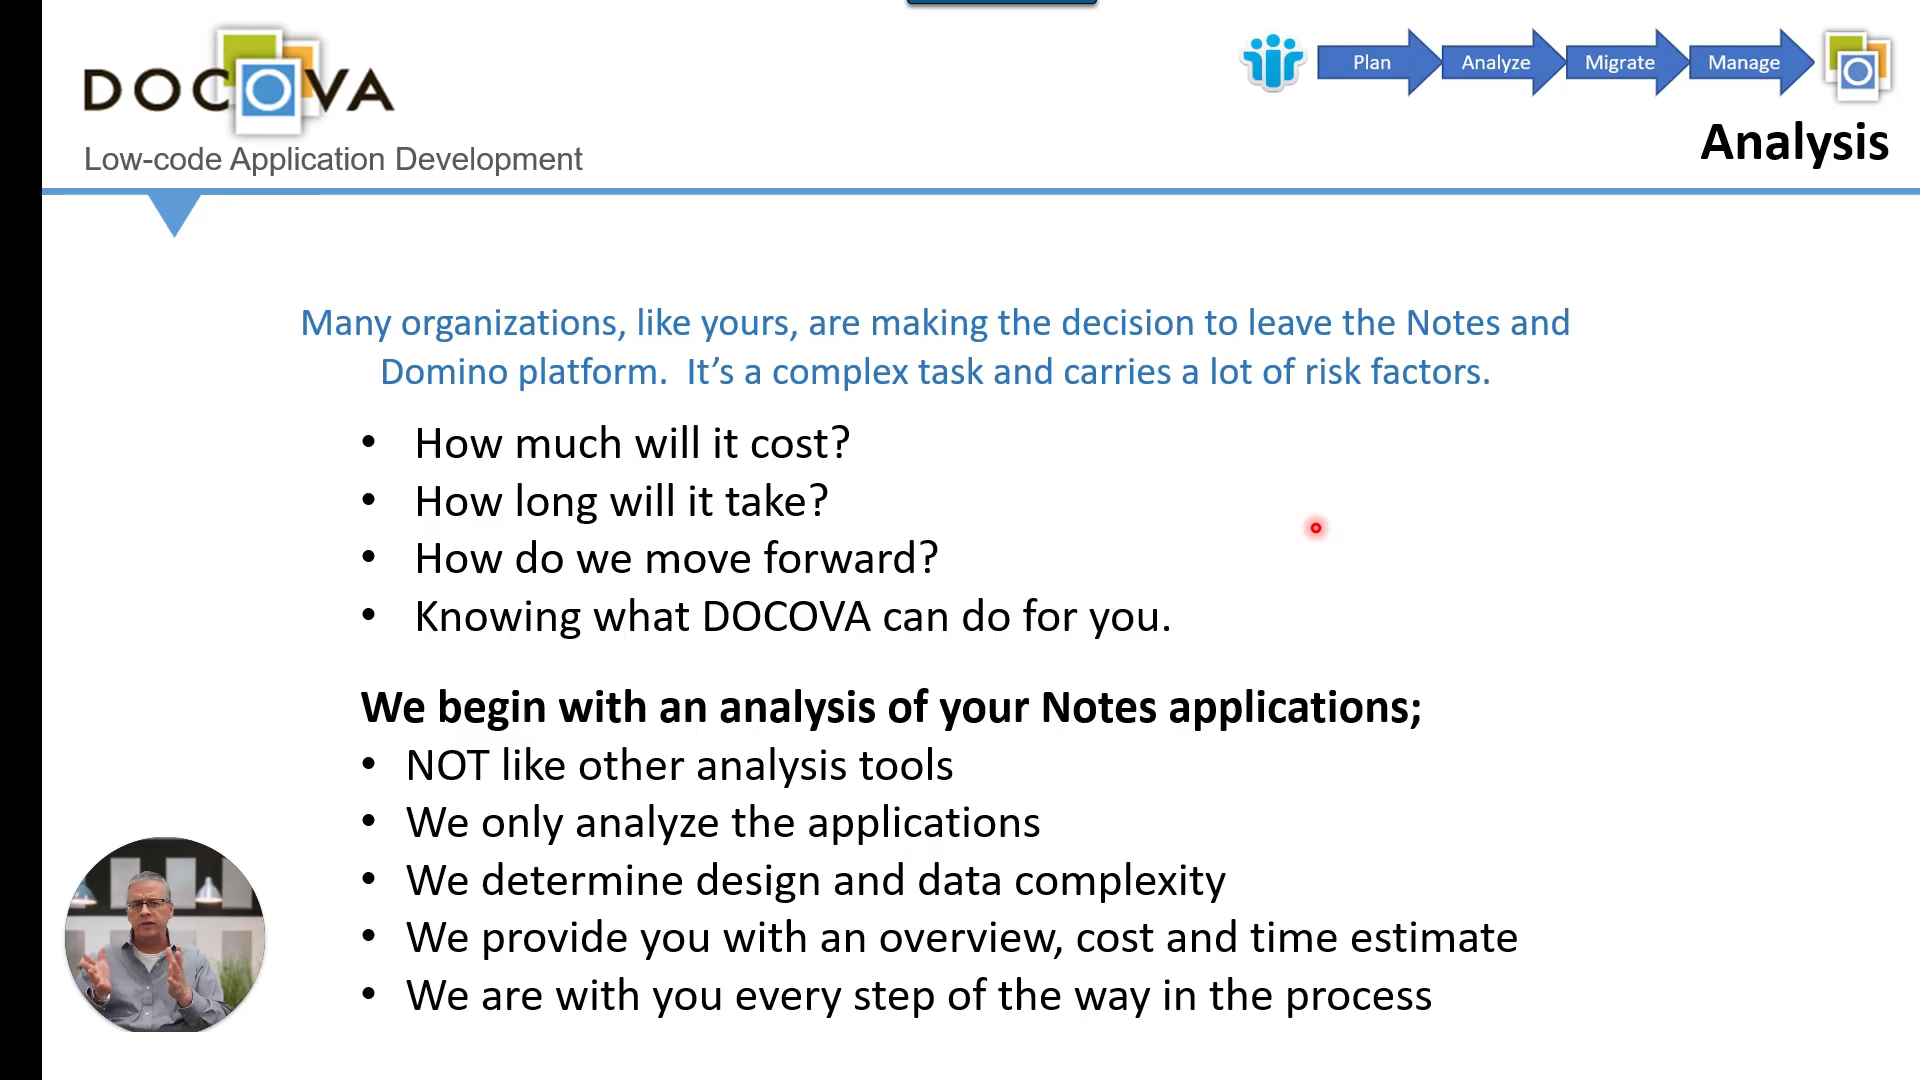 DOCOVA
Low-code Application Development
Plan
Analyze
Migrate
Manage
Analysis
Many organizations, like yours, are making the decision to leave the Notes and
Domino platform. It’s a complex task and carries a lot of risk factors.
• How much will it cost?
• How long will it take?
• How do we move forward?
• Knowing what DOCOVA can do for you.
We begin with an analysis of your Notes applications;
• NOT like other analysis tools
• We only analyze the applications
• We determine design and data complexity
• We provide you with an overview, cost and time estimate
• We are with you every step of the way in the process